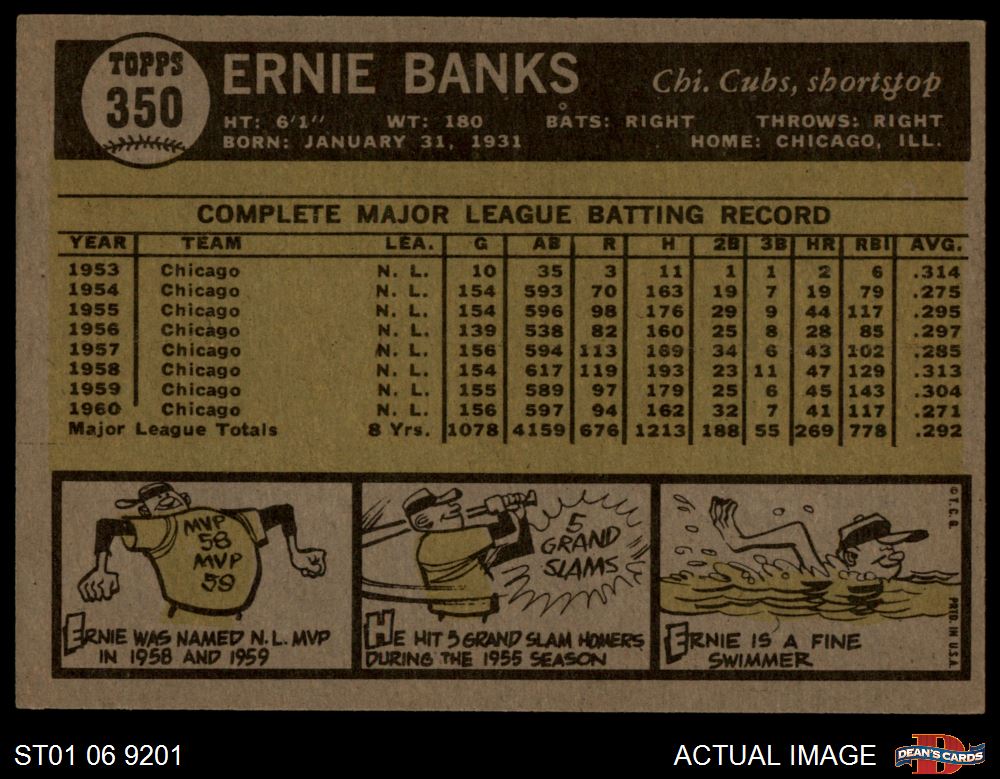 TOPPS
350
ERNIE BANKS
Chi. Cubs, shortstop
HT: 6'1" WT: 180 BATS: RIGHT THROWS: RIGHT
BORN: JANUARY 31, 1931 HOME: CHICAGO, ILL.
COMPLETE MAJOR LEAGUE BATTING RECORD
YEAR TEAM LEA. G AB R H 2B 3B HR RBI AVG.
1953 Chicago N. L. 10 35 3 11 1 1 2 6 .314
1954 Chicago N. L. 154 593 70 163 19 7 19 79 .275
1955 Chicago N. L. 154 596 98 176 29 9 44 117 .295
1956 Chicago N. L. 139 538 82 160 25 8 28 85 .297
1957 Chicago N. L. 156 594 113 169 34 6 43 102 .285
1958 Chicago N. L. 154 617 119 193 23 11 47 129 .313
1959 Chicago N. L. 155 589 97 179 25 6 45 143 .304
1960 Chicago N. L. 156 597 94 162 32 7 41 117 .271
Major League Totals 8 Yrs. 1078 4159 676 1213 188 55 269 778 .292
MVP
58
MVP
59
ERNIE WAS NAMED N.L. MVP
IN 1958 AND 1959
5
GRAND
SLAMS
HE HIT 5 GRAND SLAM HOMERS
DURING THE 1955 SEASON
ERNIE IS A FINE
SWIMMER
© T.C.G.
PRTD. IN U.S.A.
ST01 06 9201
ACTUAL IMAGE
DEAN'S CARDS